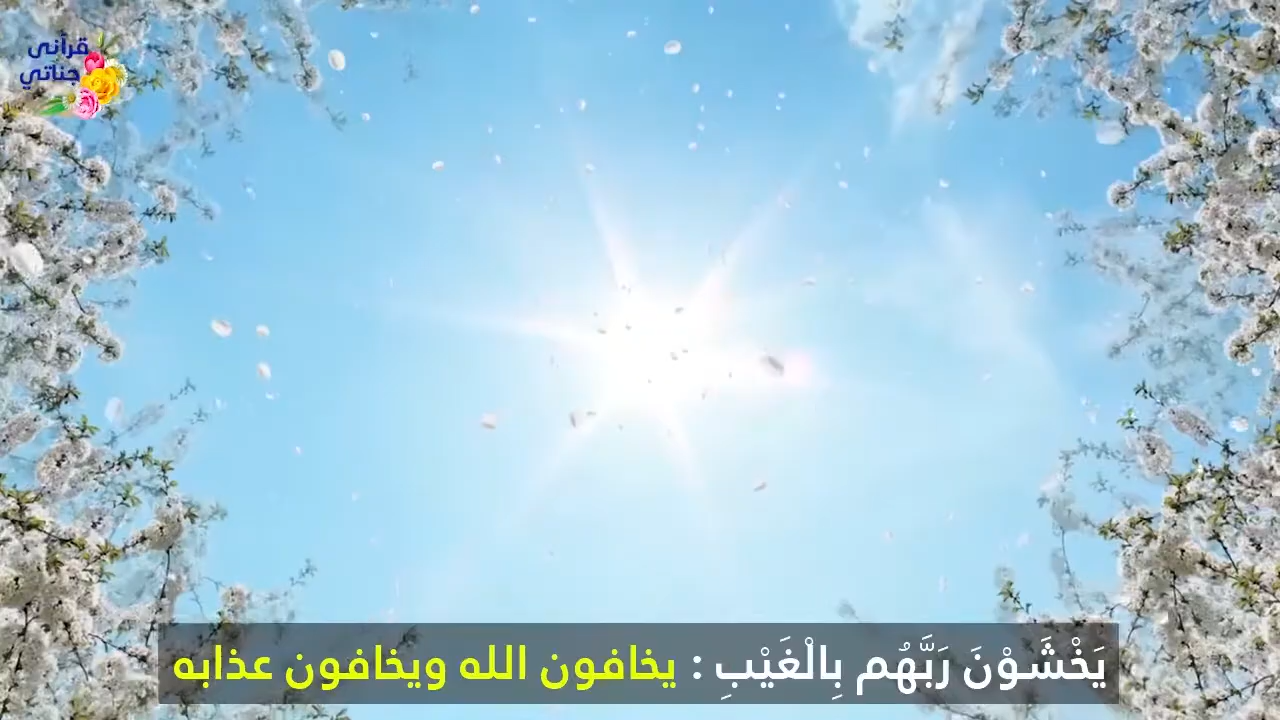 قرآني
جناتي
يَخْشَوْنَ رَبَّهُم بِالْغَيْبِ : يخافون الله ويخافون عذابه